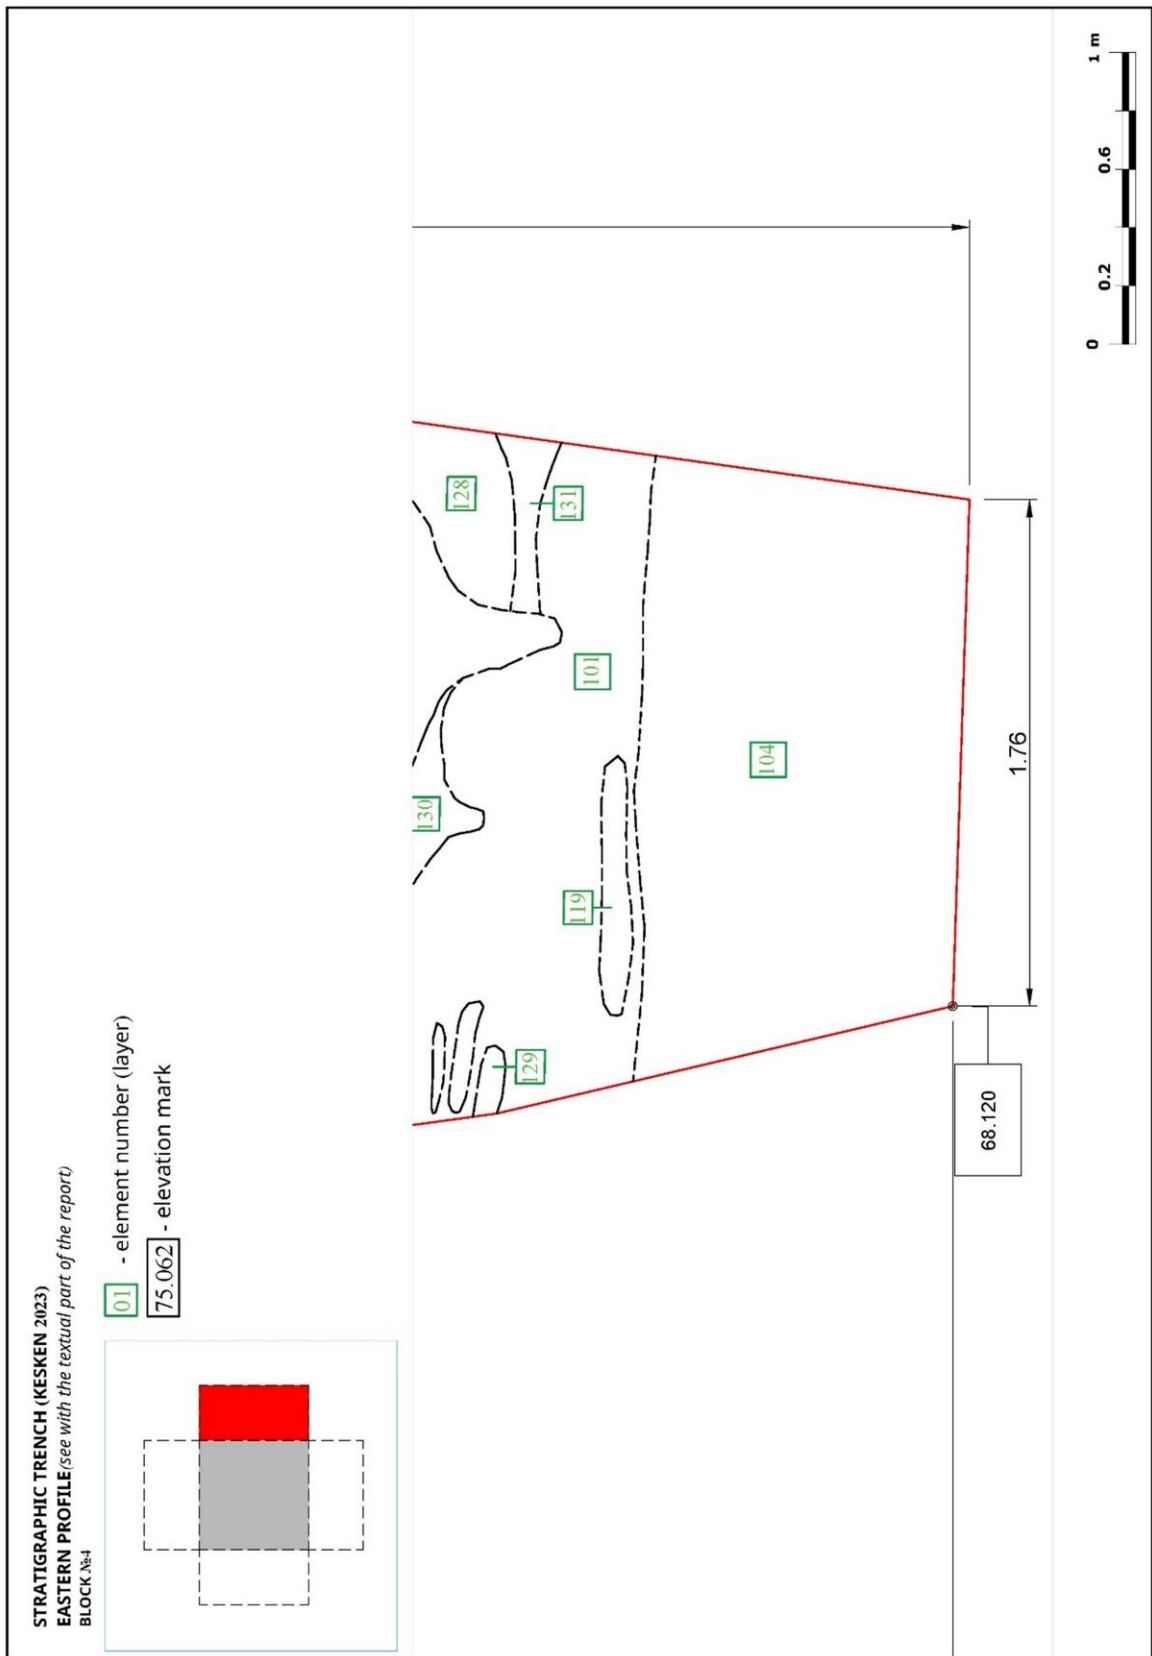 STRATIGRAPHIC TRENCH (KESKEN 2023)
EASTERN PROFILE (see with the textual part of the report)
BLOCK №4
01 - element number (layer)
75.062 - elevation mark
128
131
130
101
119
129
104
1.76
68.120
0 0.2 0.6 1 m